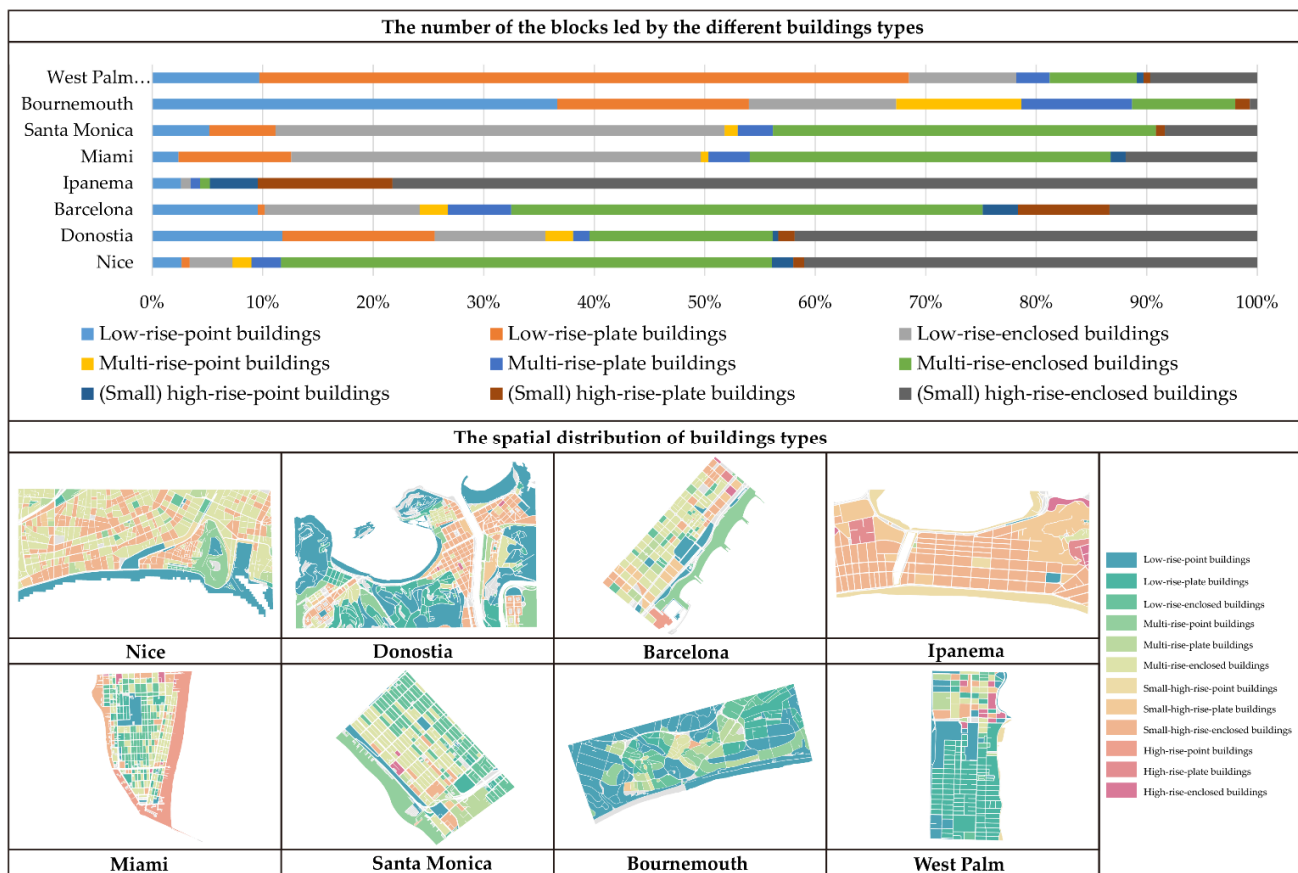 The number of the blocks led by the different buildings types
West Palm…
Bournemouth
Santa Monica
Miami
Ipanema
Barcelona
Donostia
Nice
0% 10% 20% 30% 40% 50% 60% 70% 80% 90% 100%
Low-rise-point buildings Low-rise-plate buildings Low-rise-enclosed buildings
Multi-rise-point buildings Multi-rise-plate buildings Multi-rise-enclosed buildings
(Small) high-rise-point buildings (Small) high-rise-plate buildings (Small) high-rise-enclosed buildings
The spatial distribution of buildings types
Nice Donostia Barcelona Ipanema
Miami Santa Monica Bournemouth West Palm
Low-rise-point buildings
Low-rise-plate buildings
Low-rise-enclosed buildings
Multi-rise-point buildings
Multi-rise-plate buildings
Multi-rise-enclosed buildings
Small-high-rise-point buildings
Small-high-rise-plate buildings
Small-high-rise-enclosed buildings
High-rise-point buildings
High-rise-plate buildings
High-rise-enclosed buildings